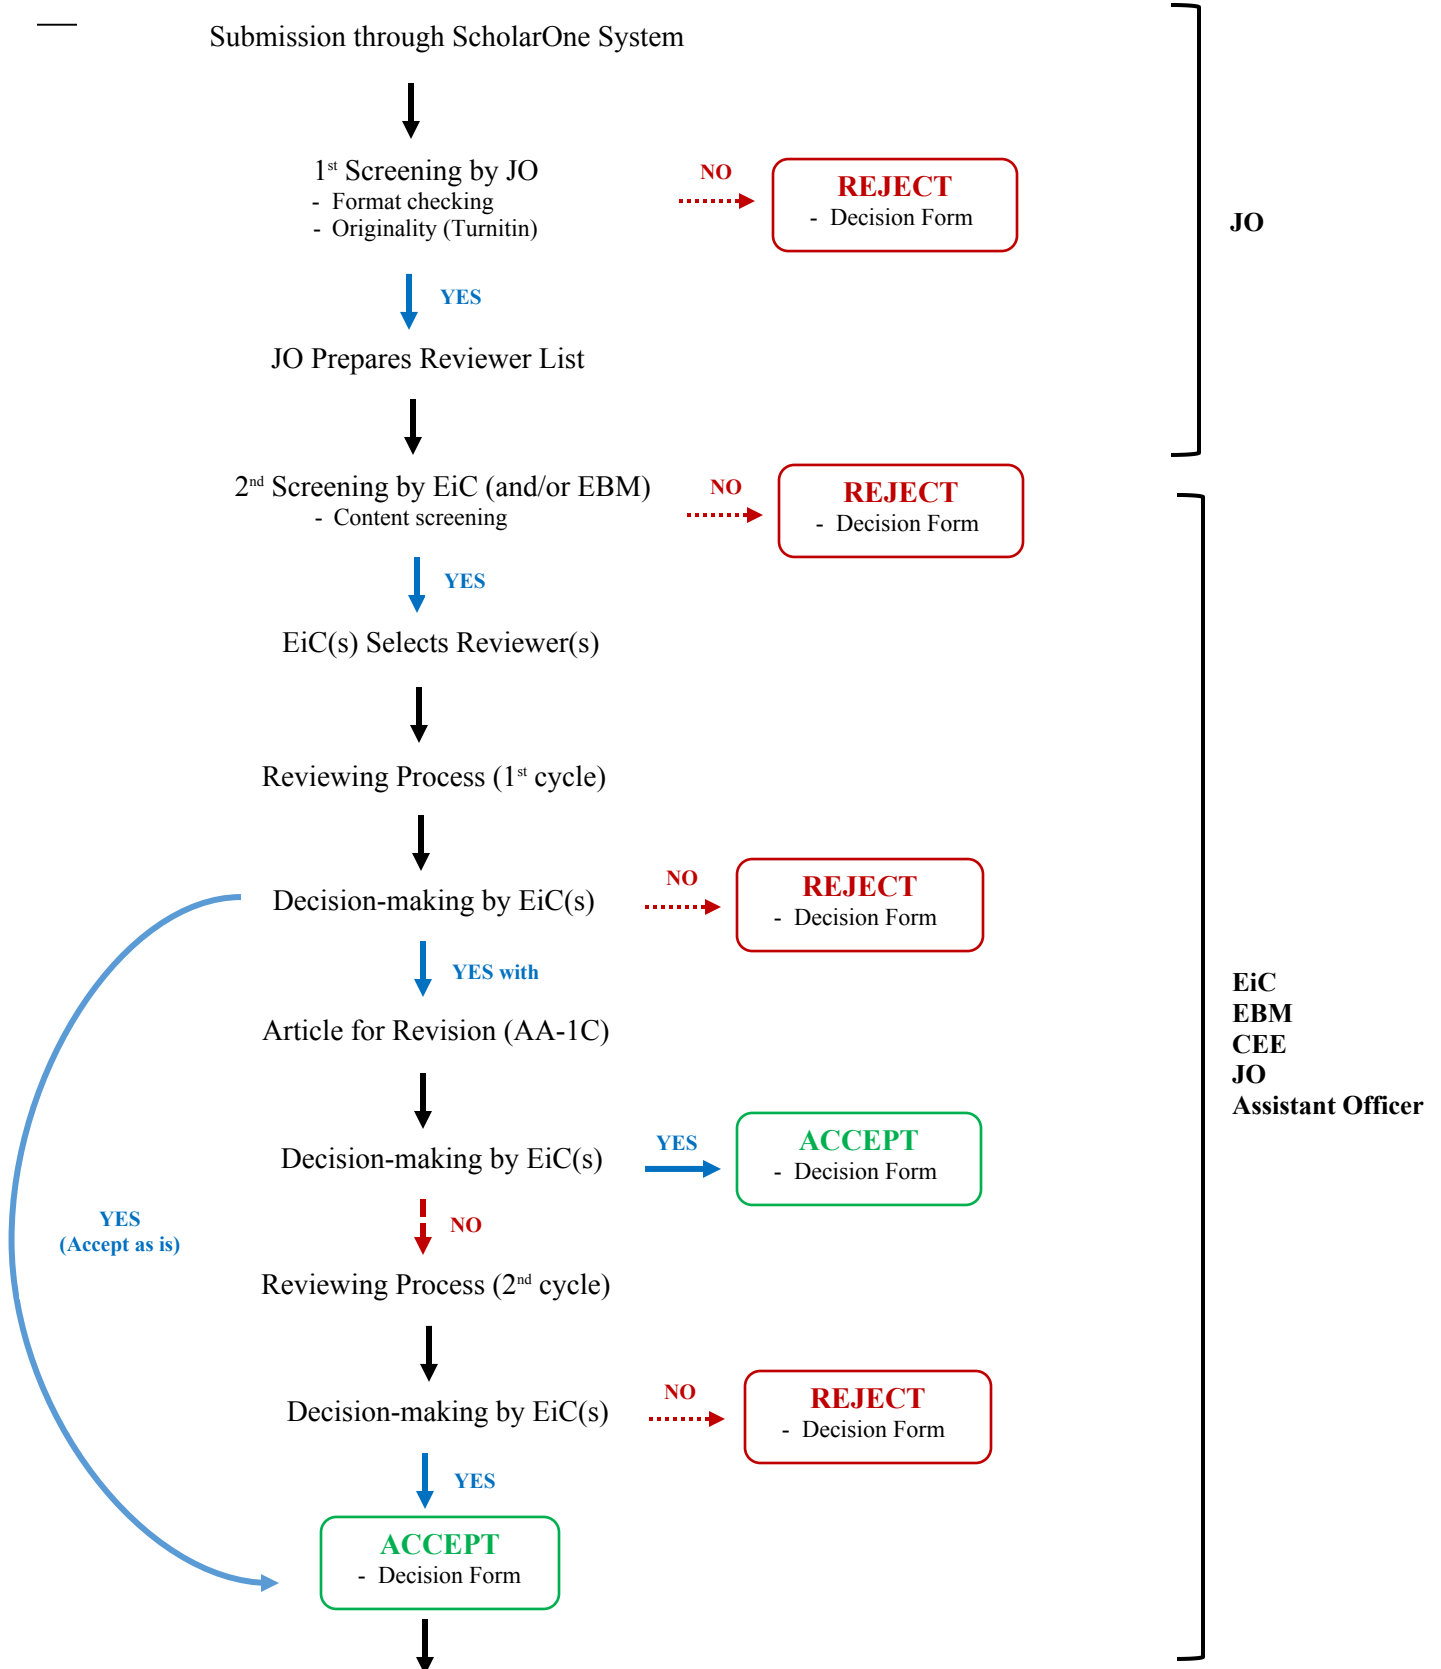 Submission through ScholarOne System
1st Screening by JO
- Format checking
- Originality (Turnitin)
NO
REJECT
- Decision Form
JO
YES
JO Prepares Reviewer List
2nd Screening by EiC (and/or EBM)
- Content screening
NO
REJECT
- Decision Form
YES
EiC(s) Selects Reviewer(s)
Reviewing Process (1st cycle)
Decision-making by EiC(s)
NO
REJECT
- Decision Form
YES with
Article for Revision (AA-1C)
EiC
EBM
CEE
JO
Assistant Officer
Decision-making by EiC(s)
YES
ACCEPT
- Decision Form
YES
(Accept as is)
NO
Reviewing Process (2nd cycle)
Decision-making by EiC(s)
NO
REJECT
- Decision Form
YES
ACCEPT
- Decision Form